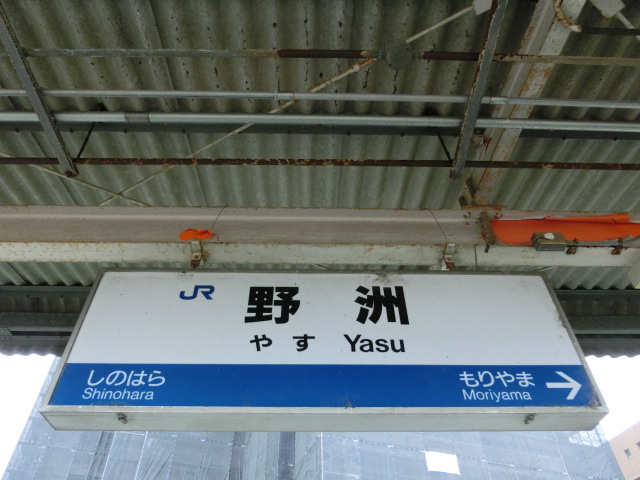 JR 野 洲
やす Yasu
しのはら もりやま →
Shinohara Moriyama